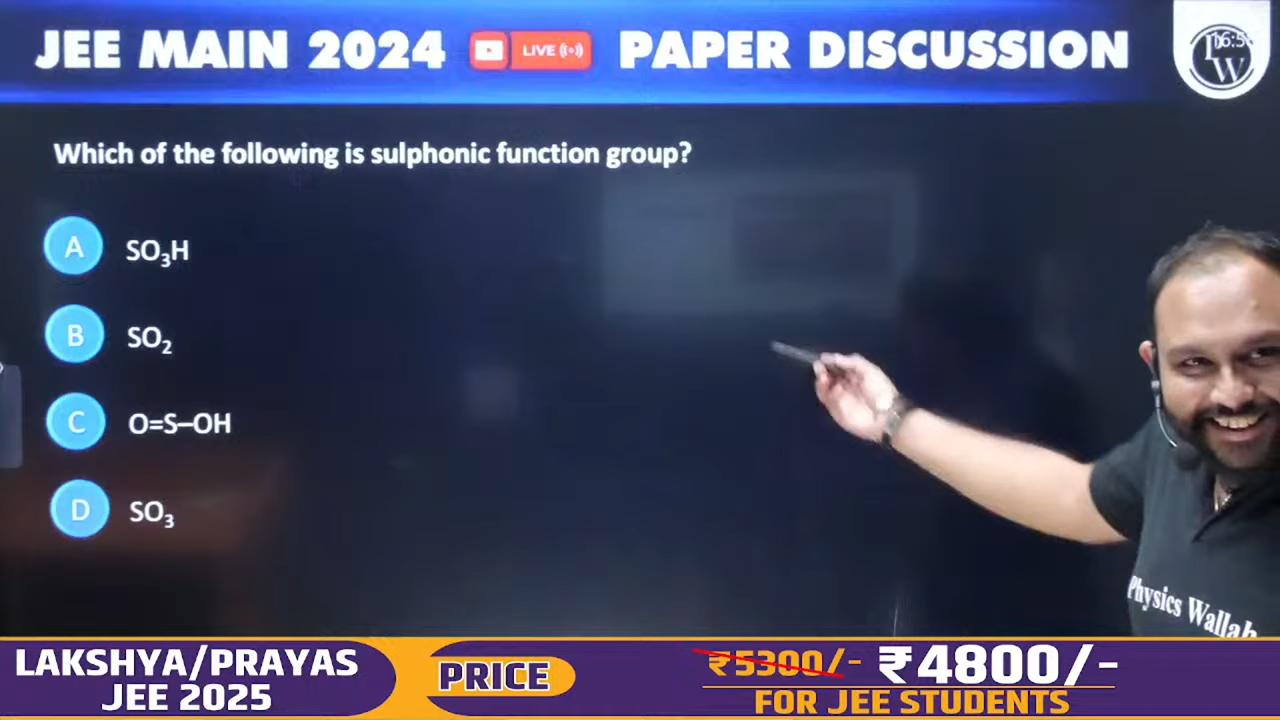 JEE MAIN 2024 LIVE PAPER DISCUSSION
Which of the following is sulphonic function group?
A SO₃H
B SO₂
C O=S–OH
D SO₃
Physics Wallah
LAKSHYA/PRAYAS
JEE 2025
PRICE
₹5300/- ₹4800/-
FOR JEE STUDENTS